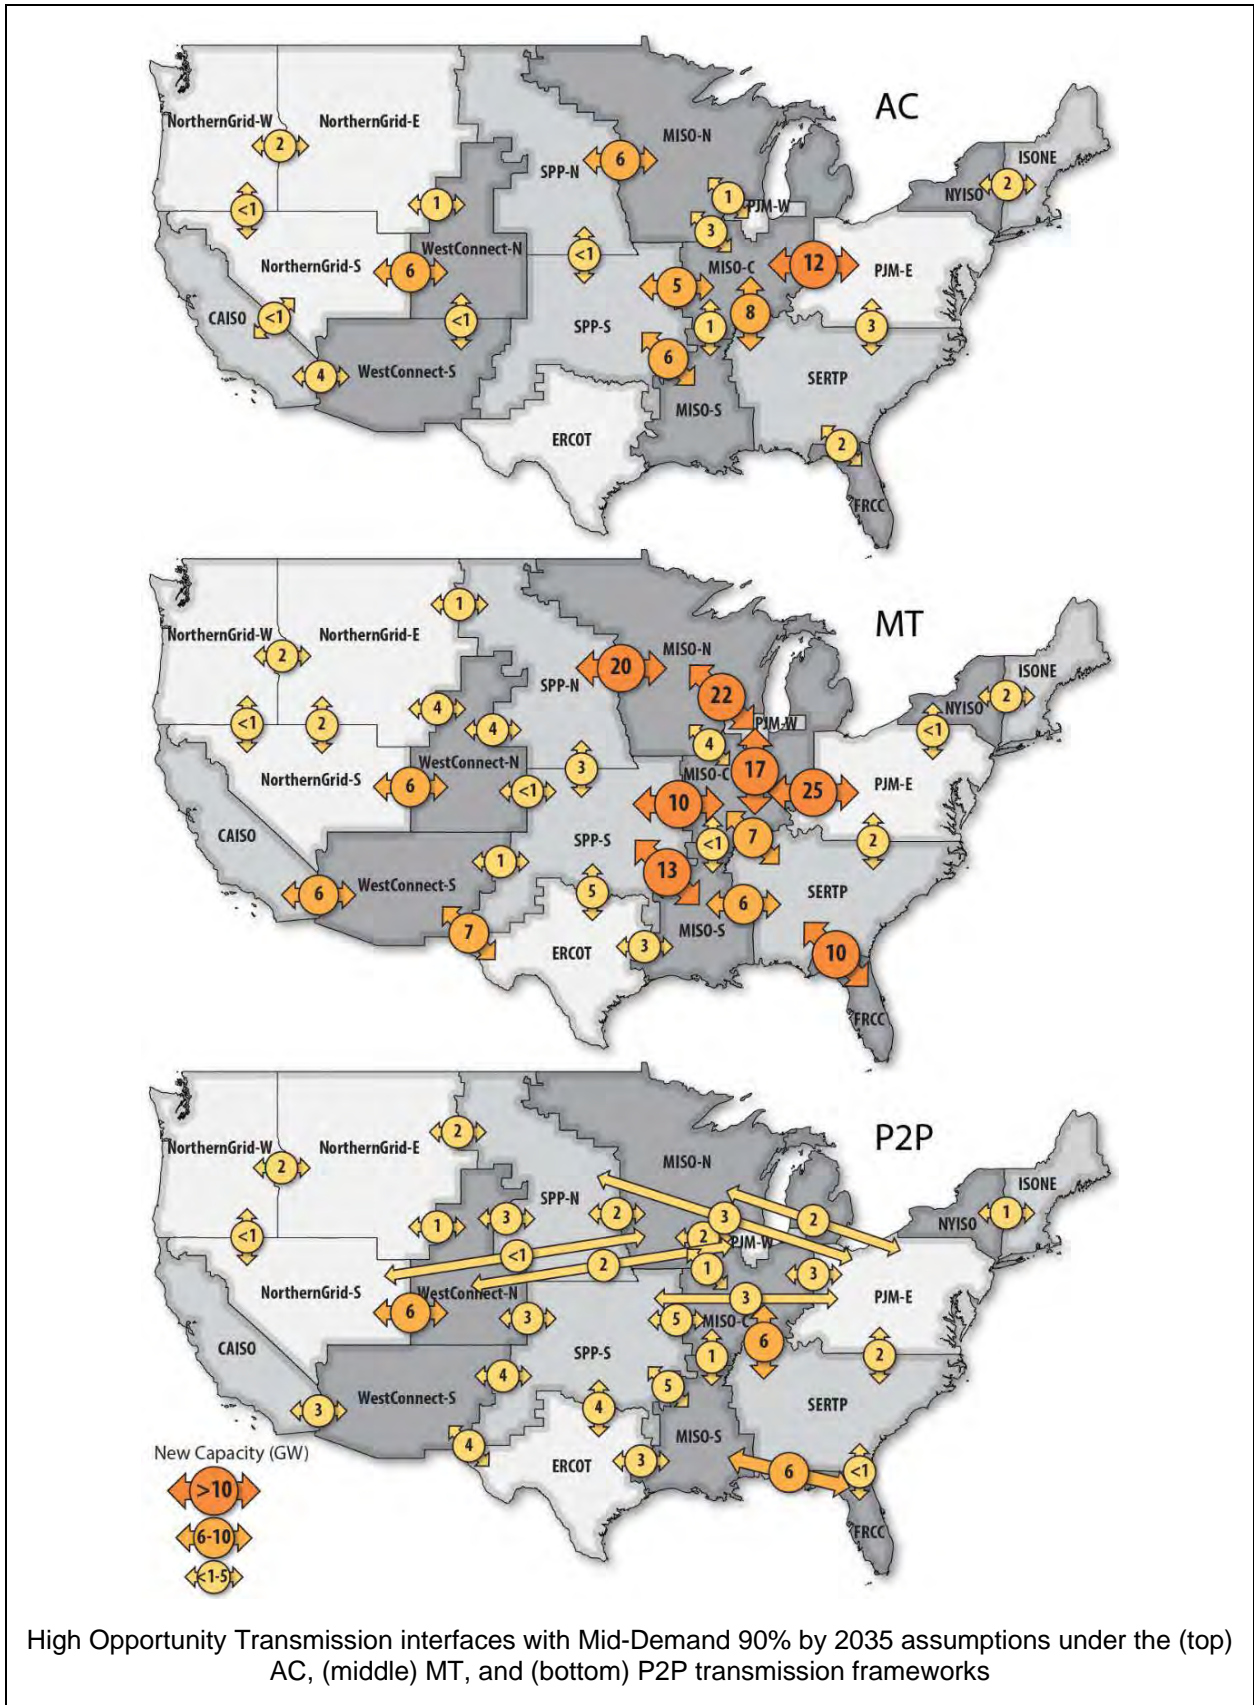 AC
NorthernGrid-W
NorthernGrid-E
MISO-N
ISONE
2
6
SPP-N
2
NYISO
1
PJM-W
<1
1
3
WestConnect-N
<1
NorthernGrid-S
6
MISO-C
12
PJM-E
5
CAISO
<1
<1
SPP-S
1
8
3
6
4
WestConnect-S
SERTP
MISO-S
ERCOT
2
FRCC
MT
1
NorthernGrid-W
NorthernGrid-E
2
MISO-N
20
SPP-N
ISONE
22
2
NYISO
<1
2
4
4
PJM-W
<1
4
WestConnect-N
3
17
MISO-C
NorthernGrid-S
6
<1
10
25
PJM-E
CAISO
SPP-S
<1
7
2
1
13
WestConnect-S
6
5
6
SERTP
7
MISO-S
ERCOT
3
10
FRCC
P2P
2
NorthernGrid-W
NorthernGrid-E
2
MISO-N
SPP-N
ISONE
1
3
2
3
2
NYISO
<1
1
2
PJM-W
<1
2
1
3
NorthernGrid-S
WestConnect-N
3
PJM-E
6
3
5
MISO-C
6
CAISO
SPP-S
1
2
4
5
WestConnect-S
3
4
SERTP
MISO-S
4
ERCOT
3
6
<1
FRCC
New Capacity (GW)
>10
6-10
<1-5
High Opportunity Transmission interfaces with Mid-Demand 90% by 2035 assumptions under the (top)
AC, (middle) MT, and (bottom) P2P transmission frameworks